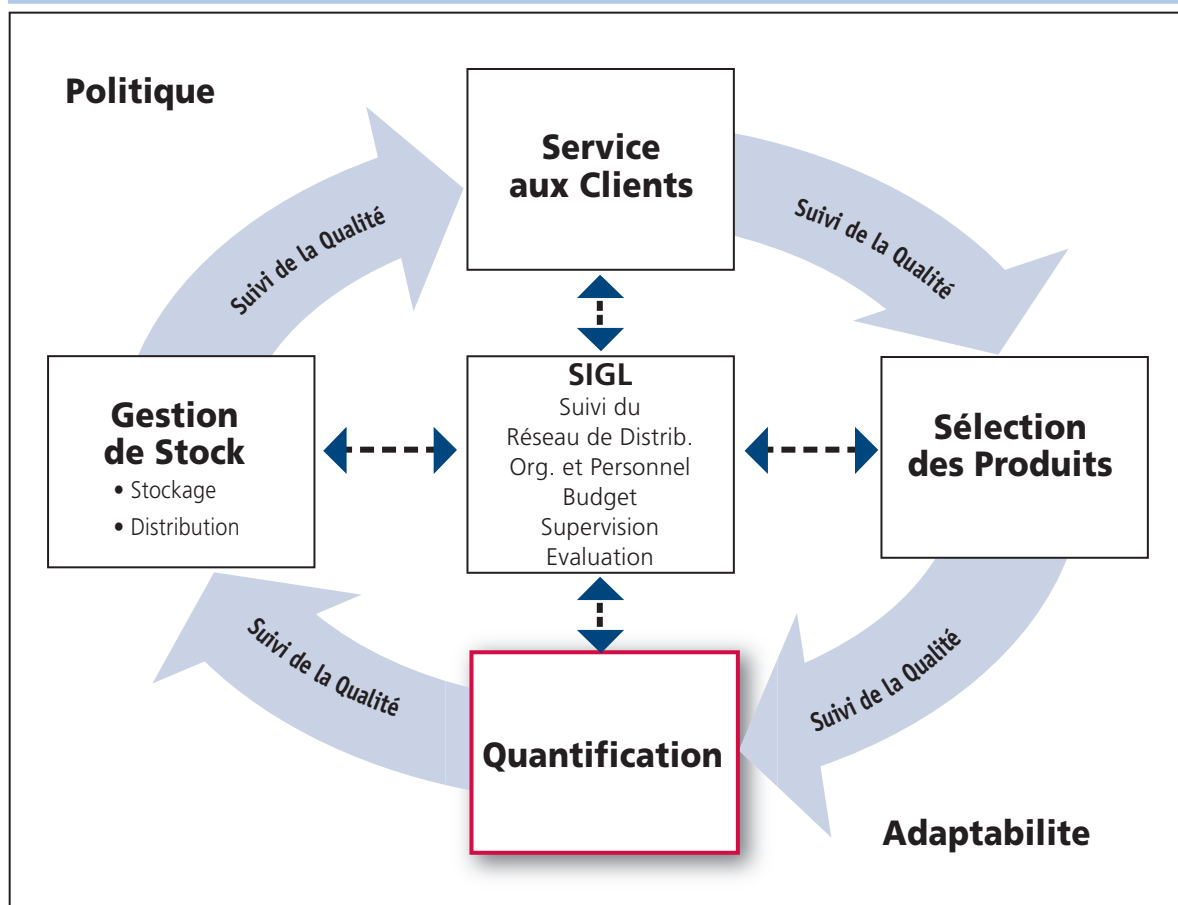 Politique
Service
aux Clients
Suivi de la Qualité
Suivi de la Qualité
Gestion
de Stock
• Stockage
• Distribution
SIGL
Suivi du
Réseau de Distrib.
Org. et Personnel
Budget
Supervision
Evaluation
Sélection
des Produits
Suivi de la Qualité
Suivi de la Qualité
Quantification
Adaptabilite